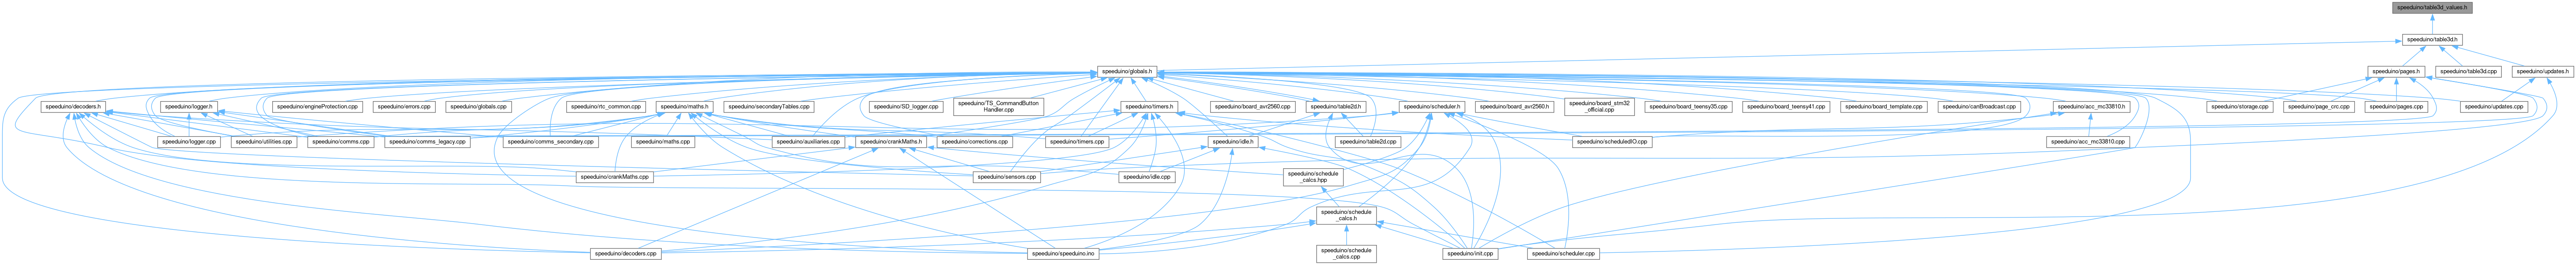 speeduino/table3d_values.h
speeduino/table3d.h
speeduino/globals.h
speeduino/pages.h
speeduino/table3d.cpp
speeduino/updates.h
speeduino/decoders.h
speeduino/logger.h
speeduino/engineProtection.cpp
speeduino/errors.cpp
speeduino/globals.cpp
speeduino/rtc_common.cpp
speeduino/maths.h
speeduino/secondaryTables.cpp
speeduino/SD_logger.cpp
speeduino/TS_CommandButton
Handler.cpp
speeduino/timers.h
speeduino/board_avr2560.cpp
speeduino/table2d.h
speeduino/scheduler.h
speeduino/board_avr2560.h
speeduino/board_stm32
_official.cpp
speeduino/board_teensy35.cpp
speeduino/board_teensy41.cpp
speeduino/board_template.cpp
speeduino/canBroadcast.cpp
speeduino/acc_mc33810.h
speeduino/storage.cpp
speeduino/page_crc.cpp
speeduino/pages.cpp
speeduino/updates.cpp
speeduino/logger.cpp
speeduino/utilities.cpp
speeduino/comms.cpp
speeduino/comms_legacy.cpp
speeduino/comms_secondary.cpp
speeduino/maths.cpp
speeduino/auxiliaries.cpp
speeduino/crankMaths.h
speeduino/corrections.cpp
speeduino/timers.cpp
speeduino/idle.h
speeduino/table2d.cpp
speeduino/scheduledIO.cpp
speeduino/acc_mc33810.cpp
speeduino/crankMaths.cpp
speeduino/sensors.cpp
speeduino/idle.cpp
speeduino/schedule
_calcs.hpp
speeduino/schedule
_calcs.h
speeduino/decoders.cpp
speeduino/speeduino.ino
speeduino/schedule
_calcs.cpp
speeduino/init.cpp
speeduino/scheduler.cpp